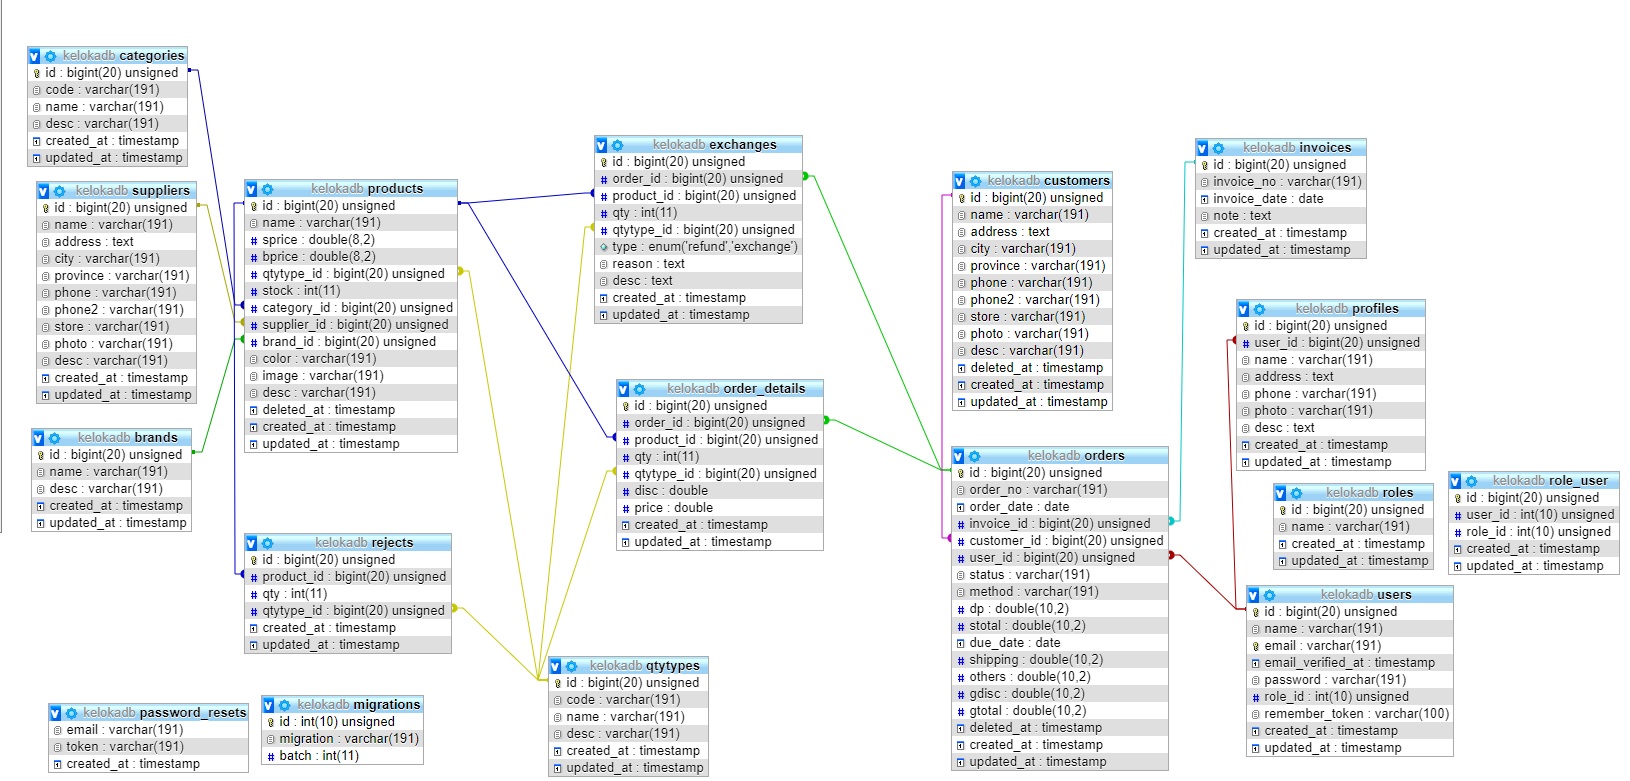 kelokadb categories
id : bigint(20) unsigned
code : varchar(191)
name : varchar(191)
desc : varchar(191)
created_at : timestamp
updated_at : timestamp
kelokadb suppliers
id : bigint(20) unsigned
name : varchar(191)
address : text
city : varchar(191)
province : varchar(191)
phone : varchar(191)
phone2 : varchar(191)
store : varchar(191)
photo : varchar(191)
desc : varchar(191)
created_at : timestamp
updated_at : timestamp
kelokadb brands
id : bigint(20) unsigned
name : varchar(191)
desc : varchar(191)
created_at : timestamp
updated_at : timestamp
kelokadb products
id : bigint(20) unsigned
name : varchar(191)
sprice : double(8,2)
bprice : double(8,2)
qtytype_id : bigint(20) unsigned
stock : int(11)
category_id : bigint(20) unsigned
supplier_id : bigint(20) unsigned
brand_id : bigint(20) unsigned
color : varchar(191)
image : varchar(191)
desc : varchar(191)
deleted_at : timestamp
created_at : timestamp
updated_at : timestamp
kelokadb rejects
id : bigint(20) unsigned
product_id : bigint(20) unsigned
qty : int(11)
qtytype_id : bigint(20) unsigned
created_at : timestamp
updated_at : timestamp
kelokadb password_resets
email : varchar(191)
token : varchar(191)
created_at : timestamp
kelokadb migrations
id : int(10) unsigned
migration : varchar(191)
batch : int(11)
kelokadb exchanges
id : bigint(20) unsigned
order_id : bigint(20) unsigned
product_id : bigint(20) unsigned
qty : int(11)
qtytype_id : bigint(20) unsigned
type : enum('refund','exchange')
reason : text
desc : text
created_at : timestamp
updated_at : timestamp
kelokadb order_details
id : bigint(20) unsigned
order_id : bigint(20) unsigned
product_id : bigint(20) unsigned
qty : int(11)
qtytype_id : bigint(20) unsigned
disc : double
price : double
created_at : timestamp
updated_at : timestamp
kelokadb qtytypes
id : bigint(20) unsigned
code : varchar(191)
name : varchar(191)
desc : varchar(191)
created_at : timestamp
updated_at : timestamp
kelokadb customers
id : bigint(20) unsigned
name : varchar(191)
address : text
city : varchar(191)
province : varchar(191)
phone : varchar(191)
phone2 : varchar(191)
store : varchar(191)
photo : varchar(191)
desc : varchar(191)
deleted_at : timestamp
created_at : timestamp
updated_at : timestamp
kelokadb orders
id : bigint(20) unsigned
order_no : varchar(191)
order_date : date
invoice_id : bigint(20) unsigned
customer_id : bigint(20) unsigned
user_id : bigint(20) unsigned
status : varchar(191)
method : varchar(191)
dp : double(10,2)
stotal : double(10,2)
due_date : date
shipping : double(10,2)
others : double(10,2)
gdisc : double(10,2)
gtotal : double(10,2)
deleted_at : timestamp
created_at : timestamp
updated_at : timestamp
kelokadb invoices
id : bigint(20) unsigned
invoice_no : varchar(191)
invoice_date : date
note : text
created_at : timestamp
updated_at : timestamp
kelokadb profiles
id : bigint(20) unsigned
user_id : bigint(20) unsigned
name : varchar(191)
address : text
phone : varchar(191)
photo : varchar(191)
desc : text
created_at : timestamp
updated_at : timestamp
kelokadb roles
id : bigint(20) unsigned
name : varchar(191)
created_at : timestamp
updated_at : timestamp
kelokadb role_user
id : bigint(20) unsigned
user_id : int(10) unsigned
role_id : int(10) unsigned
created_at : timestamp
updated_at : timestamp
kelokadb users
id : bigint(20) unsigned
name : varchar(191)
email : varchar(191)
email_verified_at : timestamp
password : varchar(191)
role_id : int(10) unsigned
remember_token : varchar(100)
created_at : timestamp
updated_at : timestamp